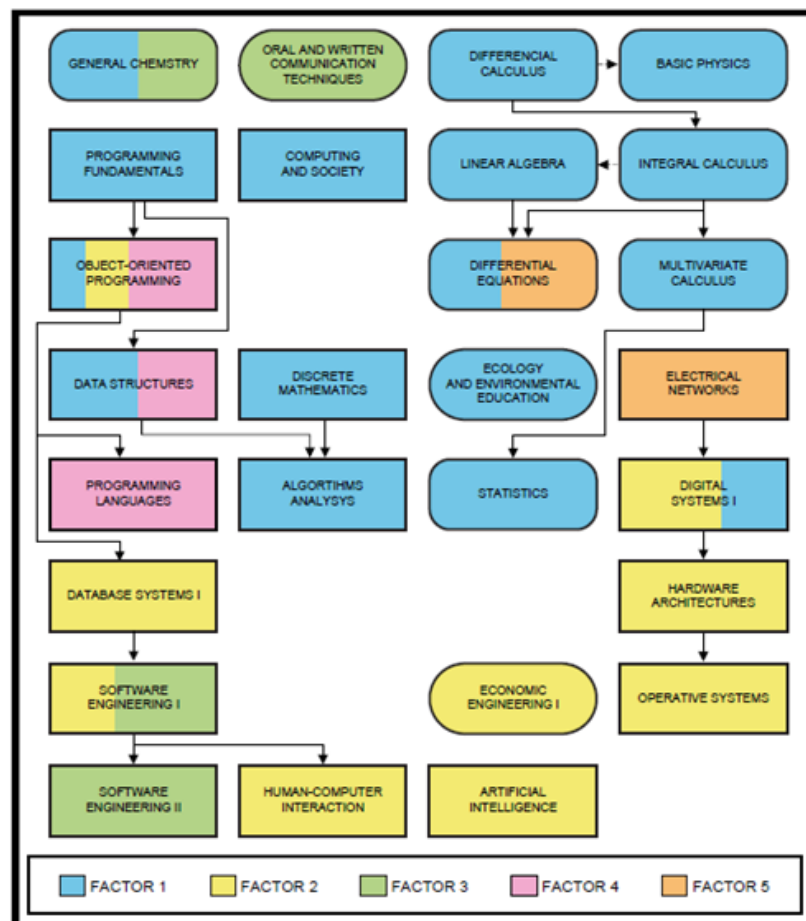 GENERAL CHEMSTRY
ORAL AND WRITTEN
COMMUNICATION
TECHNIQUES
DIFFERENCIAL
CALCULUS
BASIC PHYSICS
PROGRAMMING
FUNDAMENTALS
COMPUTING
AND SOCIETY
LINEAR ALGEBRA
INTEGRAL CALCULUS
OBJECT-ORIENTED
PROGRAMMING
DIFFERENTIAL
EQUATIONS
MULTIVARIATE
CALCULUS
DATA STRUCTURES
DISCRETE
MATHEMATICS
ECOLOGY
AND ENVIRONMENTAL
EDUCATION
ELECTRICAL
NETWORKS
PROGRAMMING
LANGUAGES
ALGORTIHMS
ANALYSYS
STATISTICS
DIGITAL
SYSTEMS I
DATABASE SYSTEMS I
HARDWARE
ARCHITECTURES
SOFTWARE
ENGINEERING I
ECONOMIC
ENGINEERING I
OPERATIVE SYSTEMS
SOFTWARE
ENGINEERING II
HUMAN-COMPUTER
INTERACTION
ARTIFICIAL
INTELLIGENCE
FACTOR 1 FACTOR 2 FACTOR 3 FACTOR 4 FACTOR 5